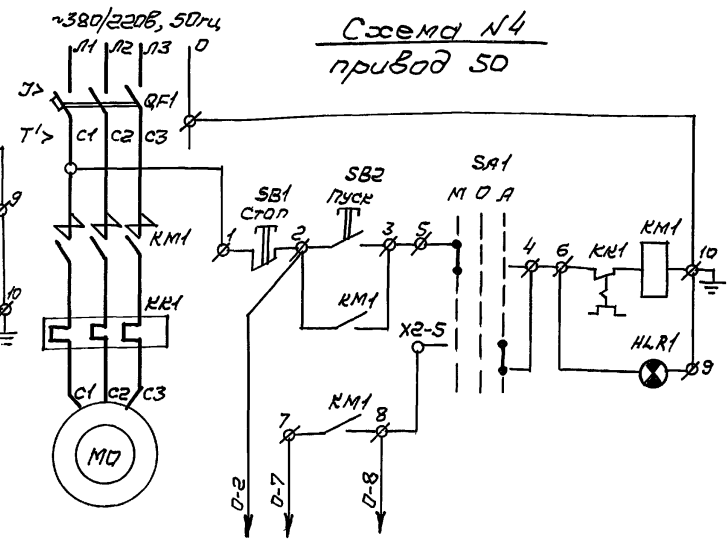 ~380/220В, 50гц
Схема N4
привод 50
Л1 Л2 Л3 0
I>
QF1
T°>
С1 С2 С3
9
10
SB1
Стоп
SB2
Пуск
SA1
М О А
КМ1
1
2
3
5
4
6
КК1
КМ1
10
КК1
КМ1
Х2-5
HLR1
9
КМ1
7
8
С1 С2 С3
МО
0-2
0-7
0-8